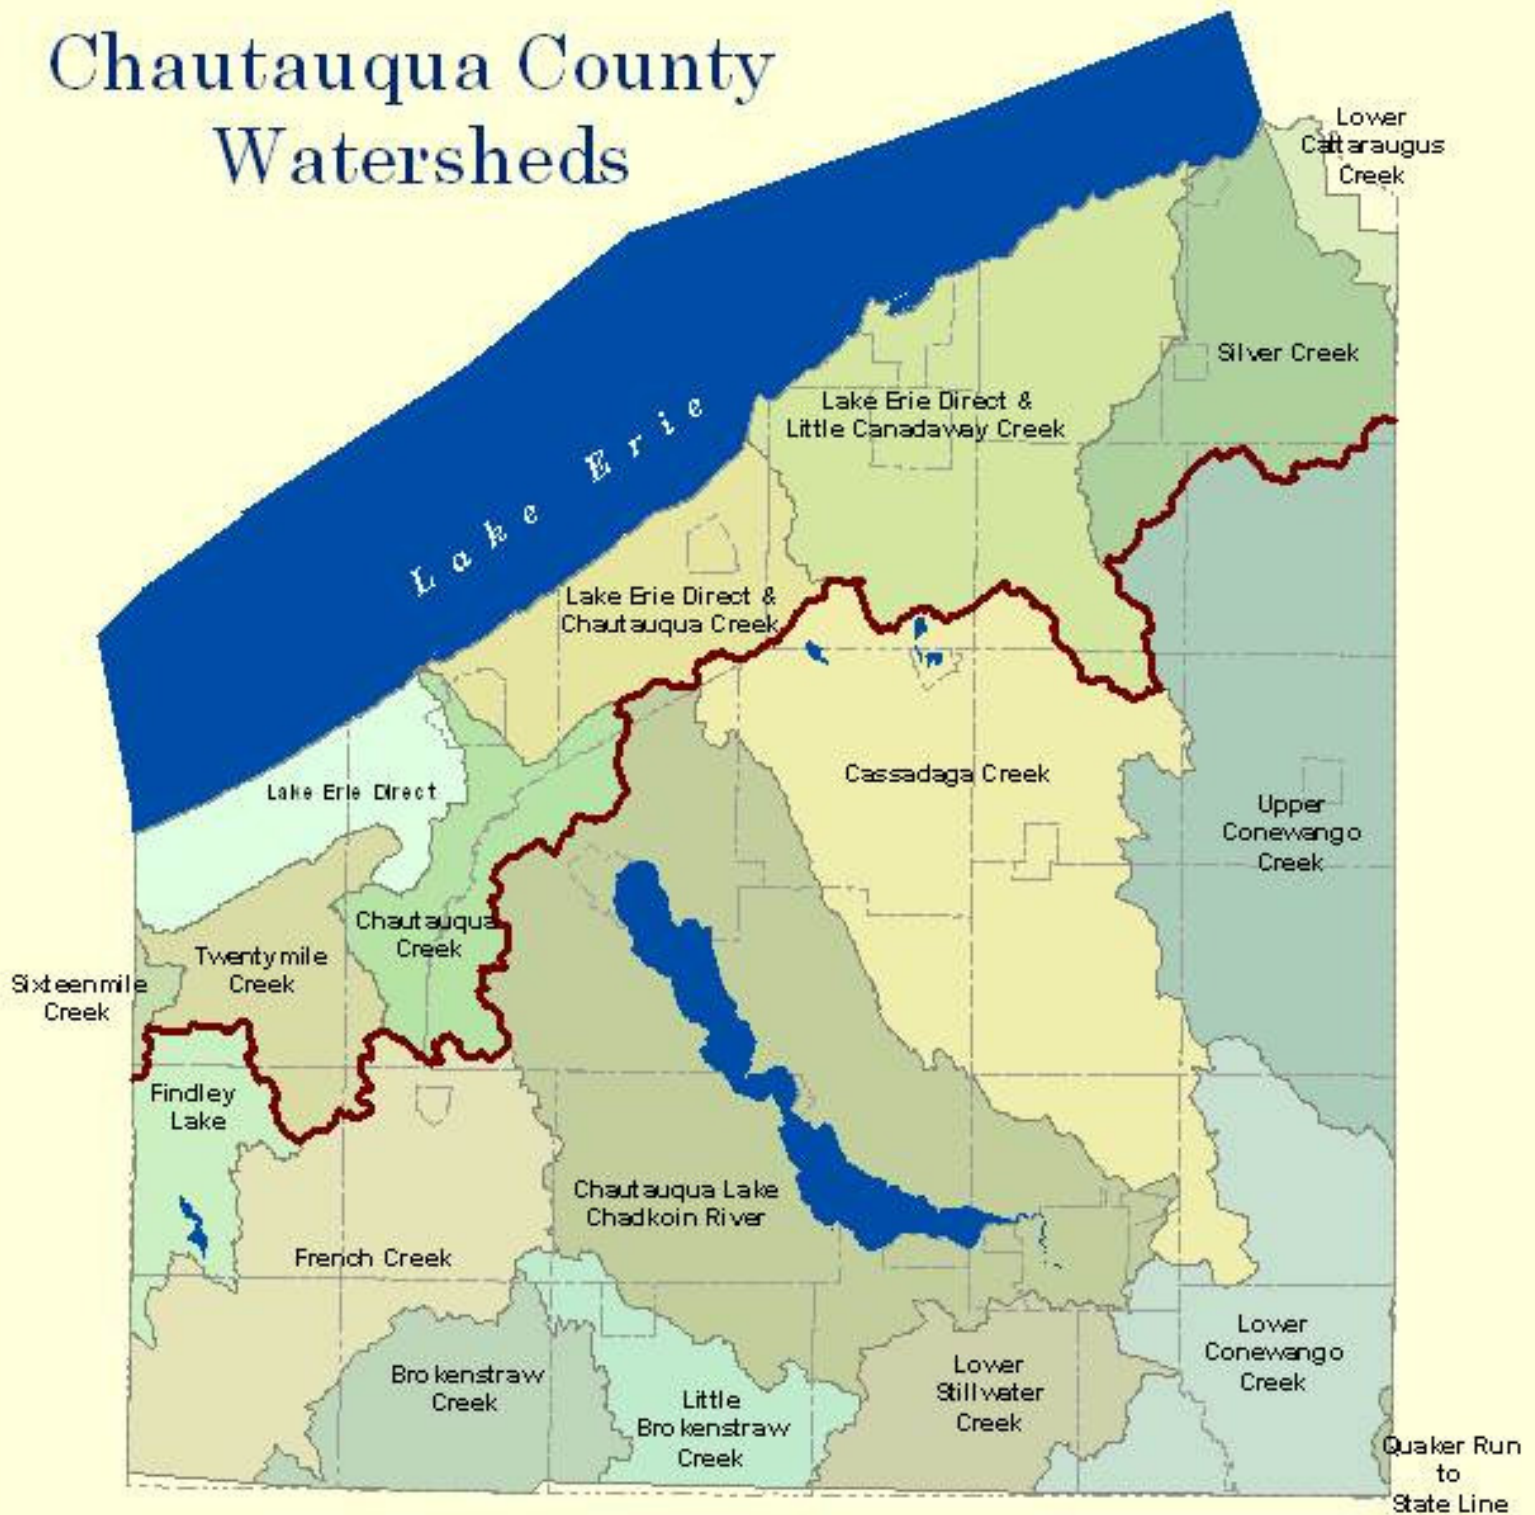 Chautauqua County
Watersheds
Lower
Cattaraugus
Creek
Silver Creek
Lake Erie Direct &
Little Canadaway Creek
Lake Erie
Lake Erie Direct &
Chautauqua Creek
Cassadaga Creek
Lake Erie Direct
Upper
Conewango
Creek
Chautauqua
Creek
Twentymile
Creek
Sixteenmile
Creek
Findley
Lake
Chautauqua Lake
Chadkoin River
French Creek
Brokenstraw
Creek
Little
Brokenstraw
Creek
Lower
Stillwater
Creek
Lower
Conewango
Creek
Quaker Run
to
State Line